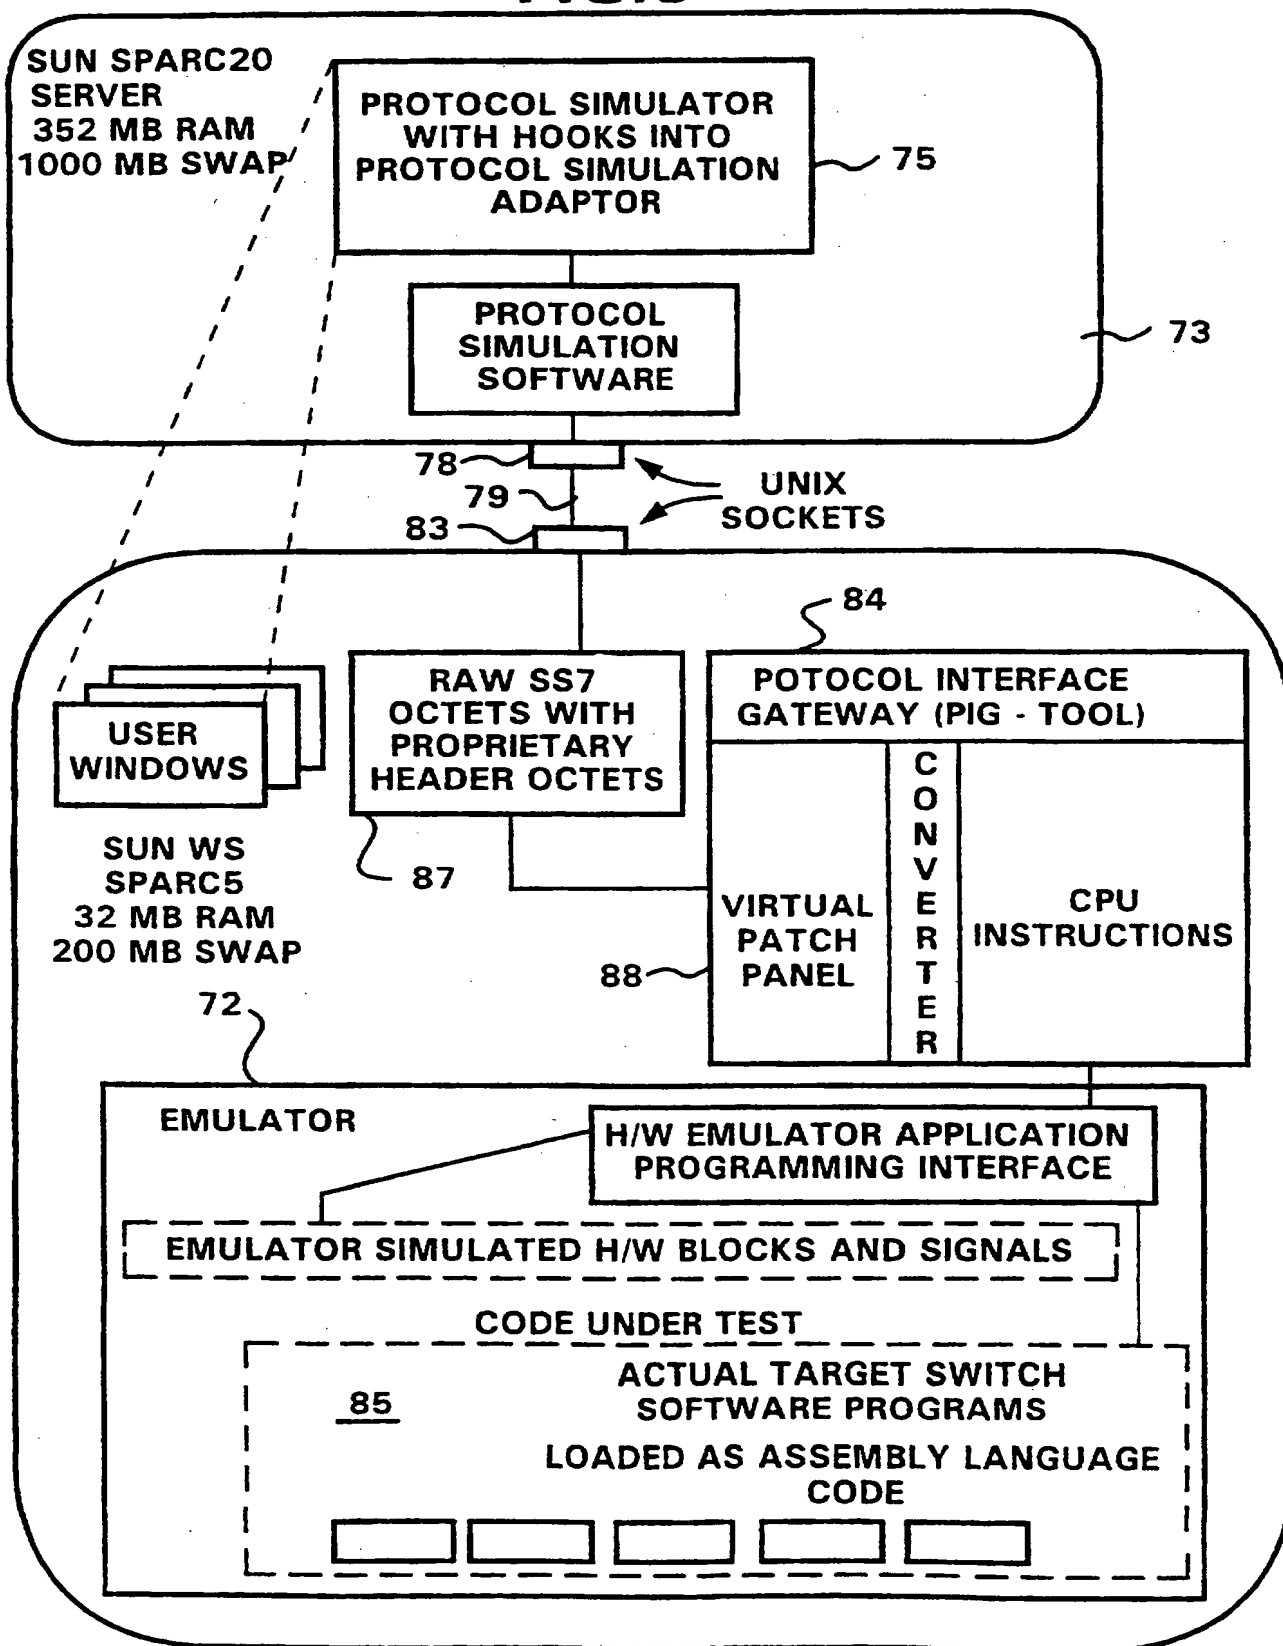 SUN SPARC20
SERVER
352 MB RAM
1000 MB SWAP
PROTOCOL SIMULATOR
WITH HOOKS INTO
PROTOCOL SIMULATION
ADAPTOR
75
PROTOCOL
SIMULATION
SOFTWARE
73
78
79
83
UNIX
SOCKETS
84
RAW SS7
OCTETS WITH
PROPRIETARY
HEADER OCTETS
POTOCOL INTERFACE
GATEWAY (PIG - TOOL)
USER
WINDOWS
SUN WS
SPARC5
32 MB RAM
200 MB SWAP
87
VIRTUAL
PATCH
PANEL
CONVERTER
CPU
INSTRUCTIONS
88
72
EMULATOR
H/W EMULATOR APPLICATION
PROGRAMMING INTERFACE
EMULATOR SIMULATED H/W BLOCKS AND SIGNALS
CODE UNDER TEST
85
ACTUAL TARGET SWITCH
SOFTWARE PROGRAMS
LOADED AS ASSEMBLY LANGUAGE
CODE